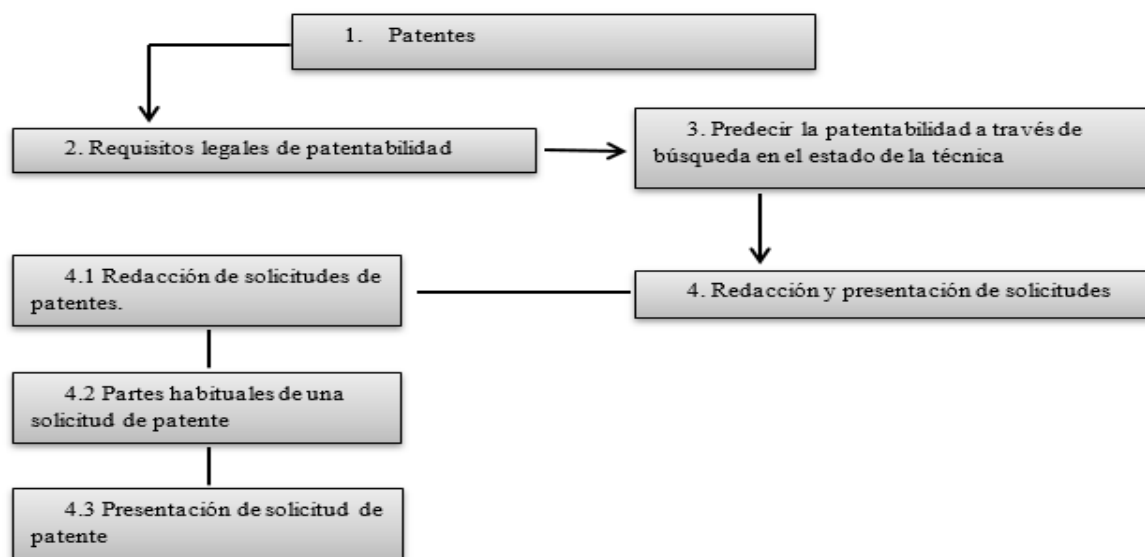 1. Patentes
2. Requisitos legales de patentabilidad
3. Predecir la patentabilidad a través de
búsqueda en el estado de la técnica
4. Redacción y presentación de solicitudes
4.1 Redacción de solicitudes de
patentes.
4.2 Partes habituales de una
solicitud de patente
4.3 Presentación de solicitud de
patente